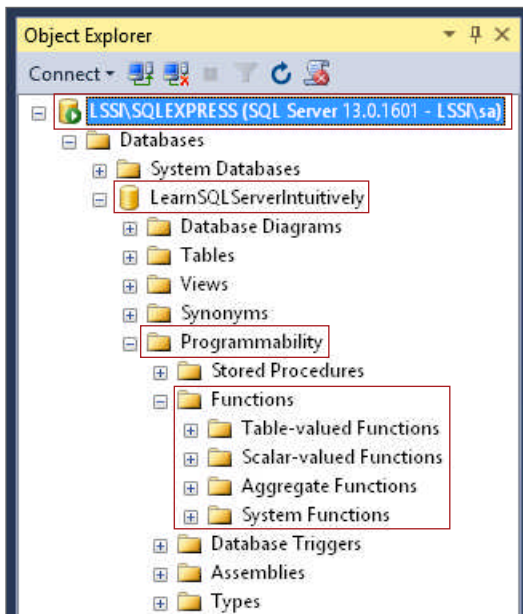 Object Explorer
Connect
LSSI\SQLEXPRESS (SQL Server 13.0.1601 - LSSI\sa)
Databases
System Databases
LearnSQLServerIntuitively
Database Diagrams
Tables
Views
Synonyms
Programmability
Stored Procedures
Functions
Table-valued Functions
Scalar-valued Functions
Aggregate Functions
System Functions
Database Triggers
Assemblies
Types